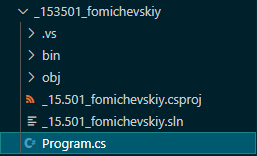 _153501_fomichevskiy
.vs
bin
obj
_15.501_fomichevskiy.csproj
_15.501_fomichevskiy.sln
Program.cs